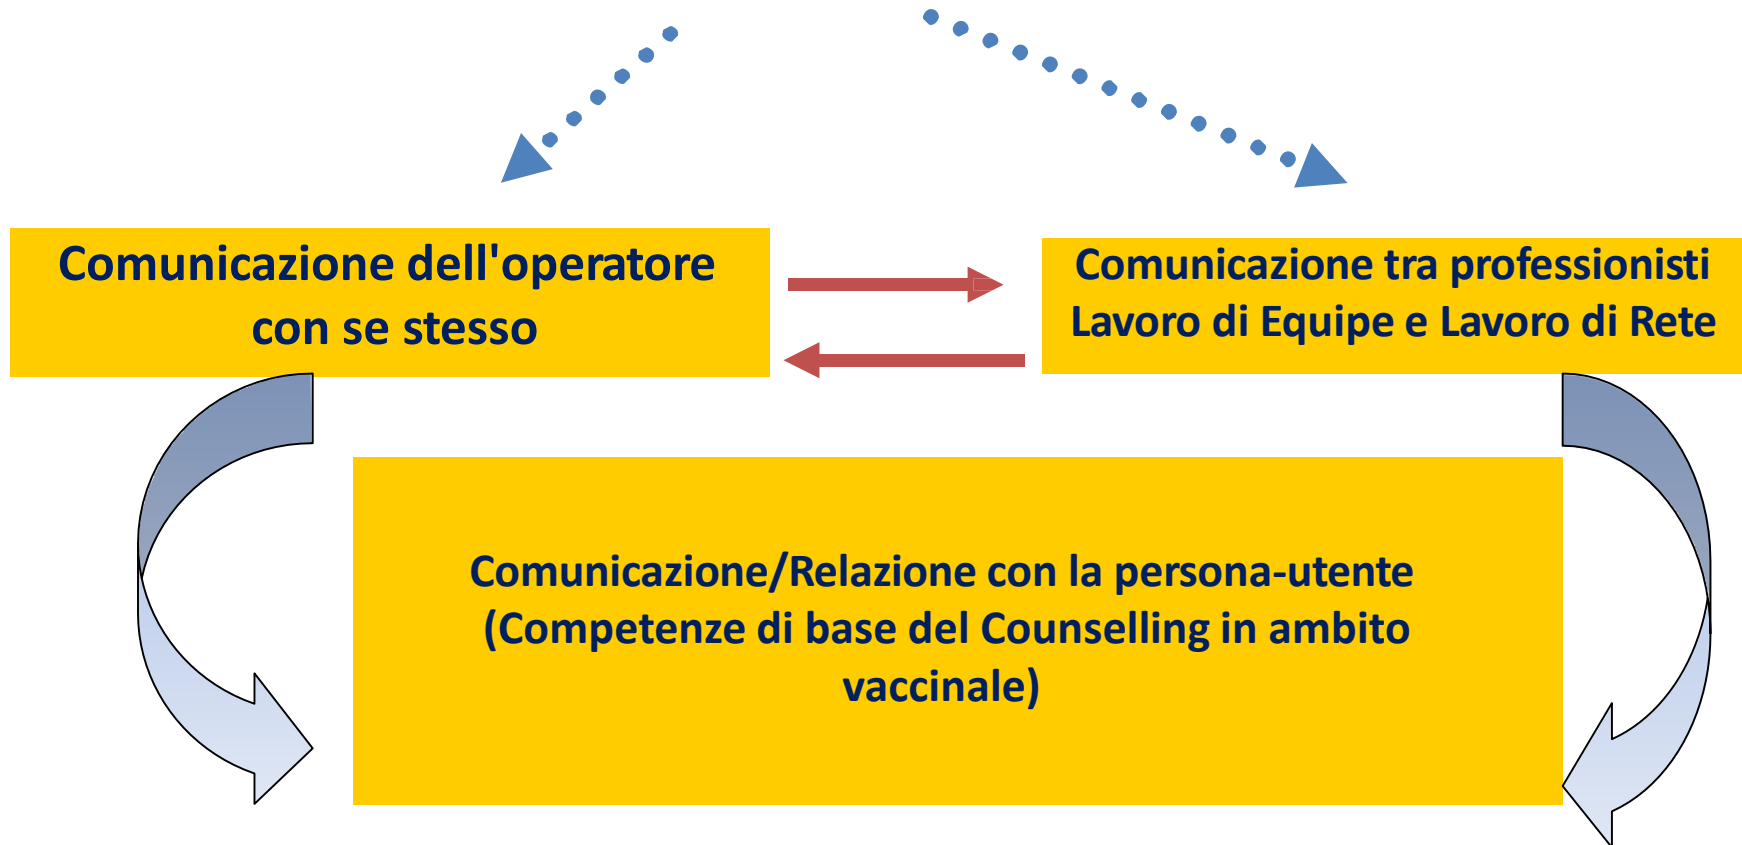 Comunicazione dell'operatore
con se stesso
Comunicazione tra professionisti
Lavoro di Equipe e Lavoro di Rete
Comunicazione/Relazione con la persona-utente
(Competenze di base del Counselling in ambito
vaccinale)